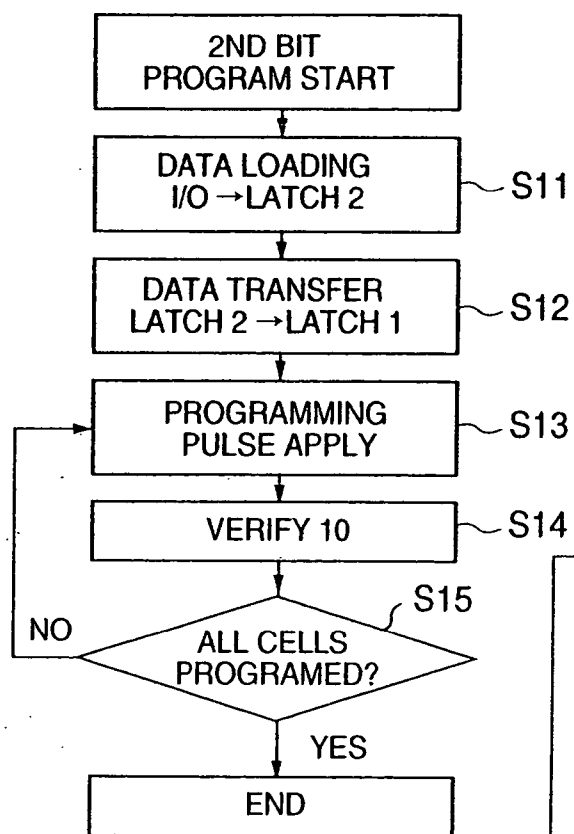 2ND BIT
PROGRAM START
DATA LOADING
I/O →LATCH 2
S11
DATA TRANSFER
LATCH 2 →LATCH 1
S12
PROGRAMMING
PULSE APPLY
S13
VERIFY 10
S14
S15
NO
ALL CELLS
PROGRAMED?
YES
END